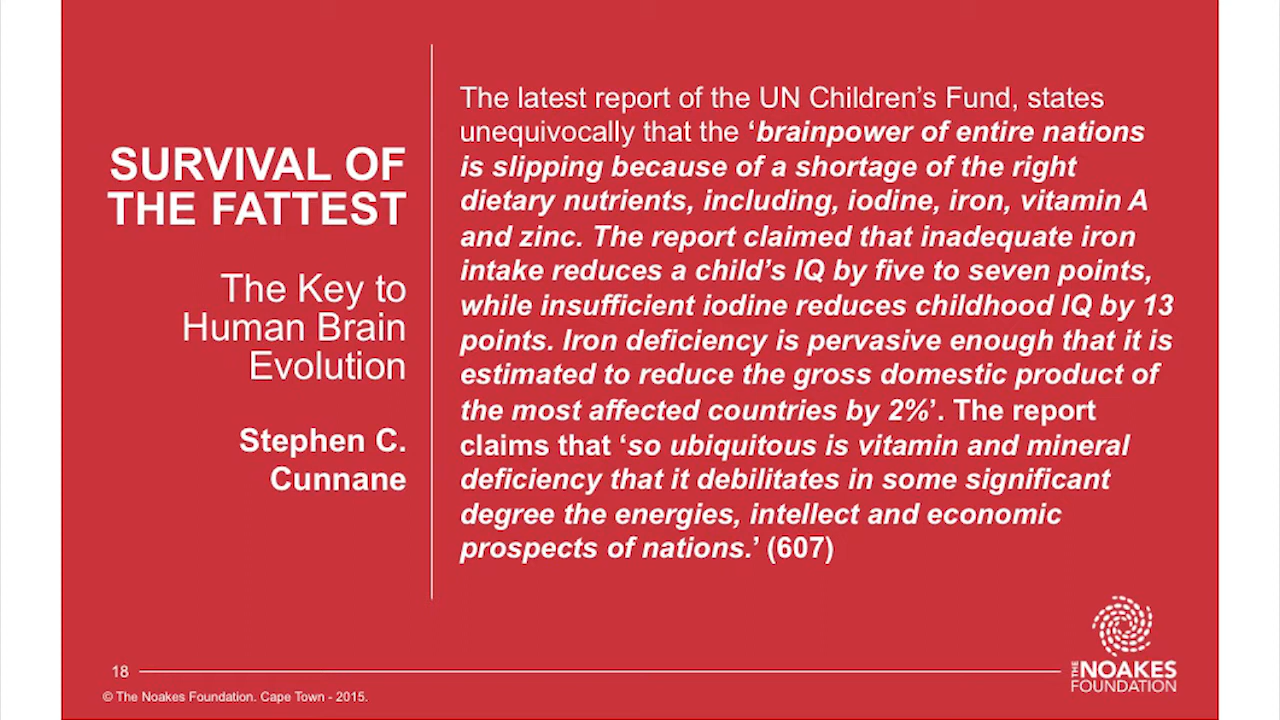 SURVIVAL OF
THE FATTEST
The Key to
Human Brain
Evolution
Stephen C.
Cunnane
The latest report of the UN Children’s Fund, states
unequivocally that the ‘brainpower of entire nations
is slipping because of a shortage of the right
dietary nutrients, including, iodine, iron, vitamin A
and zinc. The report claimed that inadequate iron
intake reduces a child’s IQ by five to seven points,
while insufficient iodine reduces childhood IQ by 13
points. Iron deficiency is pervasive enough that it is
estimated to reduce the gross domestic product of
the most affected countries by 2%’. The report
claims that ‘so ubiquitous is vitamin and mineral
deficiency that it debilitates in some significant
degree the energies, intellect and economic
prospects of nations.’ (607)
18
© The Noakes Foundation. Cape Town - 2015.
THE NOAKES
FOUNDATION